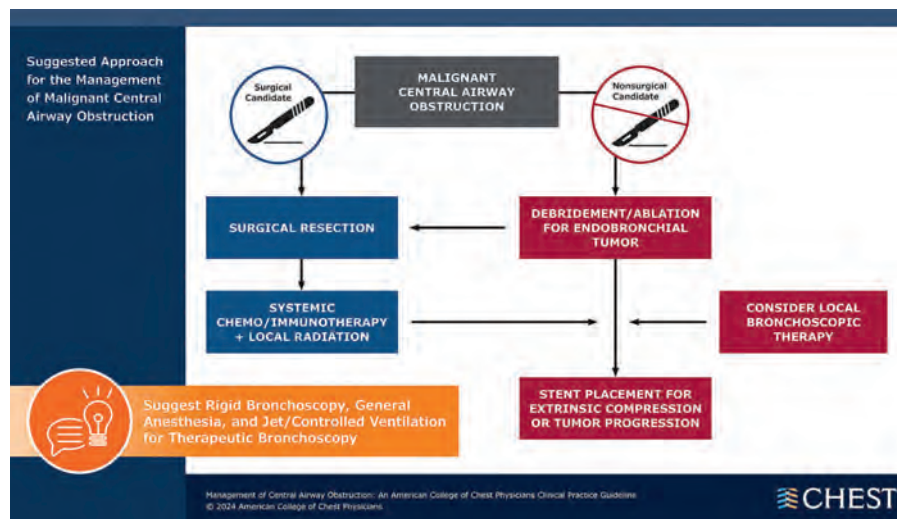 Suggested Approach
for the Management
of Malignant Central
Airway Obstruction
Surgical
Candidate
MALIGNANT
CENTRAL AIRWAY
OBSTRUCTION
Nonsurgical
Candidate
SURGICAL RESECTION
DEBRIDEMENT/ABLATION
FOR ENDOBRONCHIAL
TUMOR
SYSTEMIC
CHEMO/IMMUNOTHERAPY
+ LOCAL RADIATION
CONSIDER LOCAL
BRONCHOSCOPIC
THERAPY
STENT PLACEMENT FOR
EXTRINSIC COMPRESSION
OR TUMOR PROGRESSION
Suggest Rigid Bronchoscopy, General
Anesthesia, and Jet/Controlled Ventilation
for Therapeutic Bronchoscopy
Management of Central Airway Obstruction: An American College of Chest Physicians Clinical Practice Guideline
© 2024 American College of Chest Physicians
CHEST